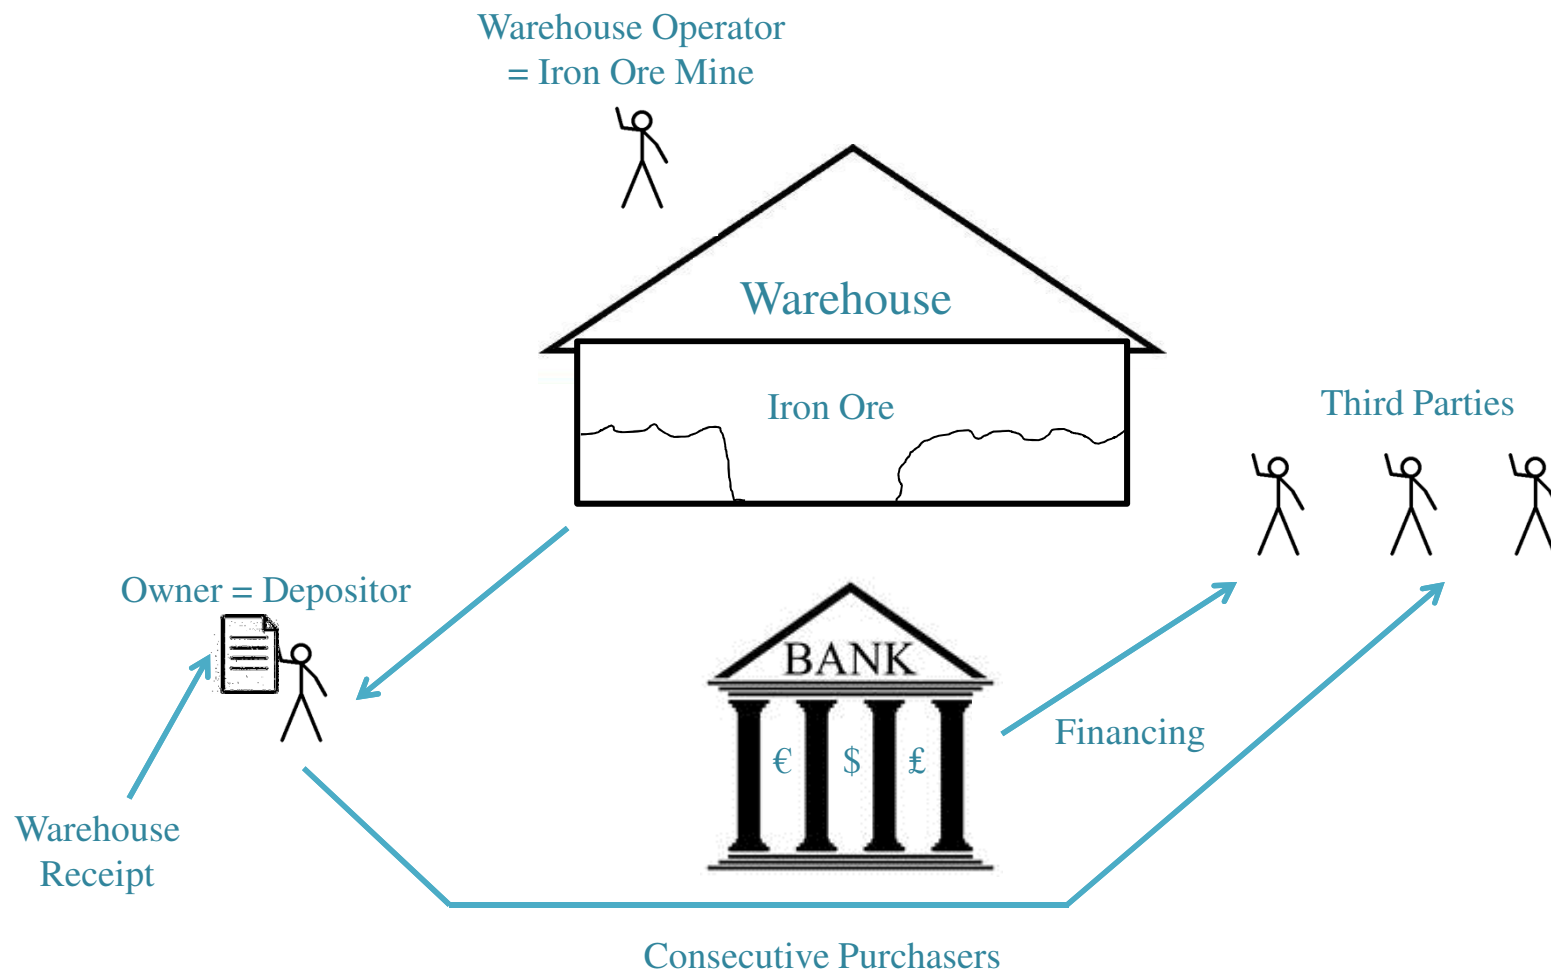 Warehouse Operator
= Iron Ore Mine
Warehouse
Iron Ore
Third Parties
Owner = Depositor
BANK
€ $ ₤
Financing
Warehouse
Receipt
Consecutive Purchasers